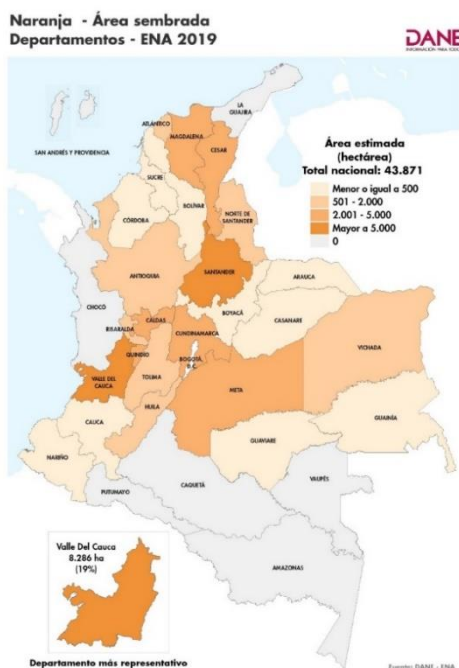 Naranja - Área sembrada
Departamentos - ENA 2019
DANE
INFORMACIÓN PARA TODOS
Área estimada
(hectárea)
Total nacional: 43.871
Menor o igual a 500
501 - 2.000
2.001 - 5.000
Mayor a 5.000
0
SAN ANDRÉS Y PROVIDENCIA
LA
GUAJIRA
ATLÁNTICO
MAGDALENA
CESAR
SUCRE
BOLÍVAR
CÓRDOBA
NORTE DE
SANTANDER
ANTIOQUIA
SANTANDER
ARAUCA
CHOCÓ
BOYACÁ
CASANARE
CALDAS
RISARALDA
CUNDINAMARCA
VICHADA
QUINDÍO
BOGOTÁ,
D.C.
VALLE DEL
CAUCA
TOLIMA
META
HUILA
GUAINÍA
CAUCA
GUAVIARE
NARIÑO
VAUPÉS
CAQUETÁ
PUTUMAYO
AMAZONAS
Valle Del Cauca
8.286 ha
(19%)
Departamento más representativo
Fuente: DANE - ENA